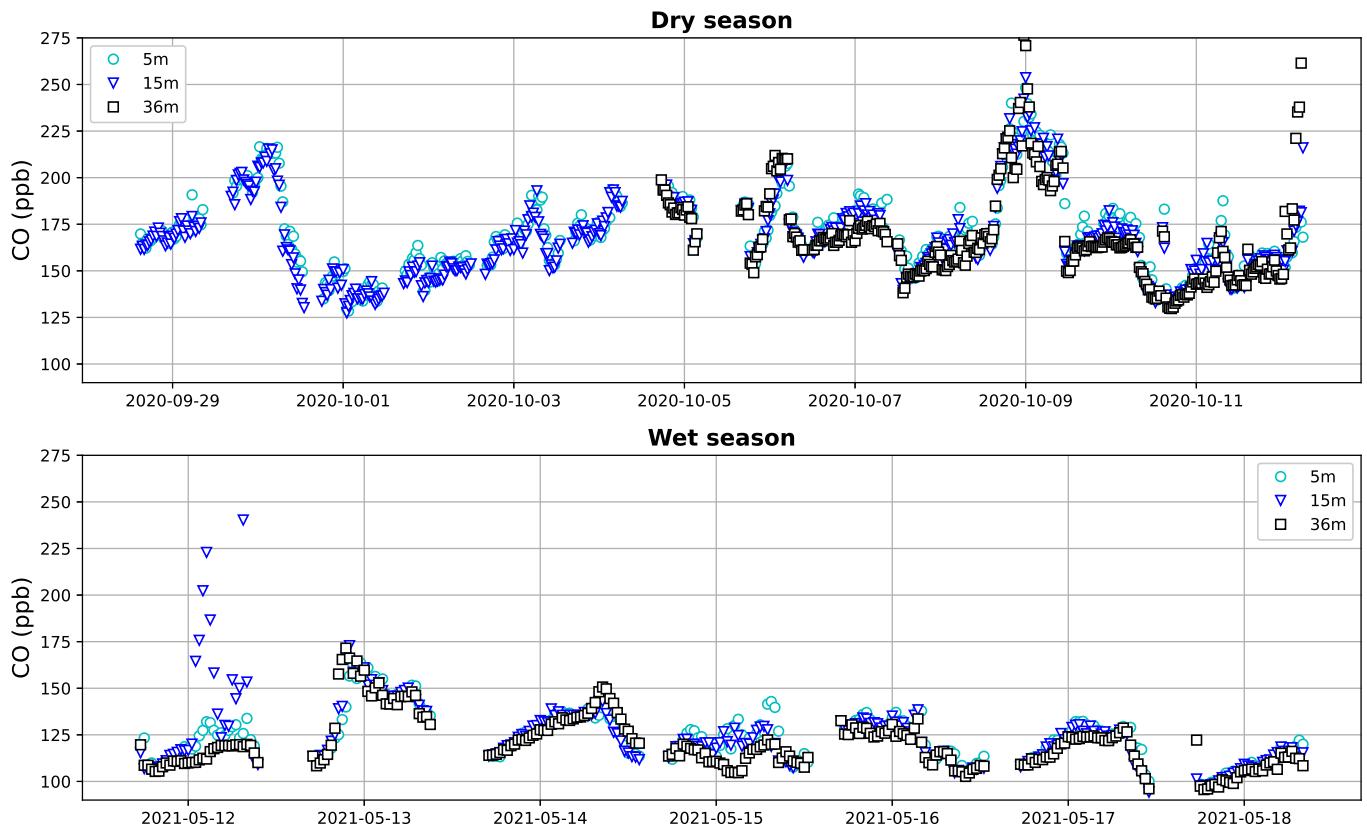 Dry season
275
250
225
200
175
150
125
100
CO (ppb)
5m
15m
36m
2020-09-29 2020-10-01 2020-10-03 2020-10-05 2020-10-07 2020-10-09 2020-10-11
Wet season
275
250
225
200
175
150
125
100
CO (ppb)
5m
15m
36m
2021-05-12 2021-05-13 2021-05-14 2021-05-15 2021-05-16 2021-05-17 2021-05-18